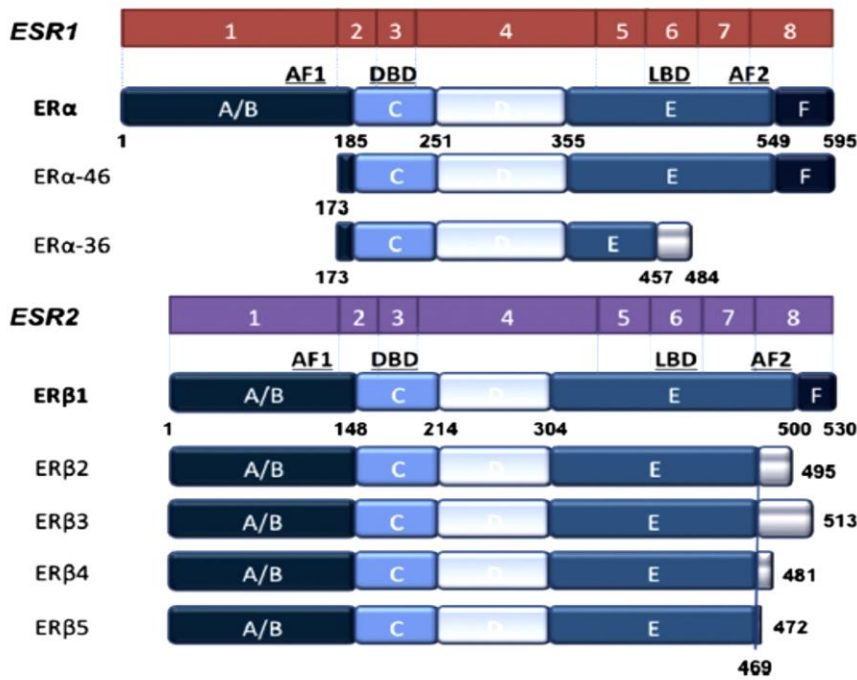 ESR1 1 2 3 4 5 6 7 8
AF1 DBD LBD AF2
ERα A/B C D E F
1 185 251 355 549 595
ERα-46 C D E F
173
ERα-36 C D E
173 457 484
ESR2 1 2 3 4 5 6 7 8
AF1 DBD LBD AF2
ERβ1 A/B C D E F
1 148 214 304 500 530
ERβ2 A/B C D E 495
ERβ3 A/B C D E 513
ERβ4 A/B C D E 481
ERβ5 A/B C D E 472
469